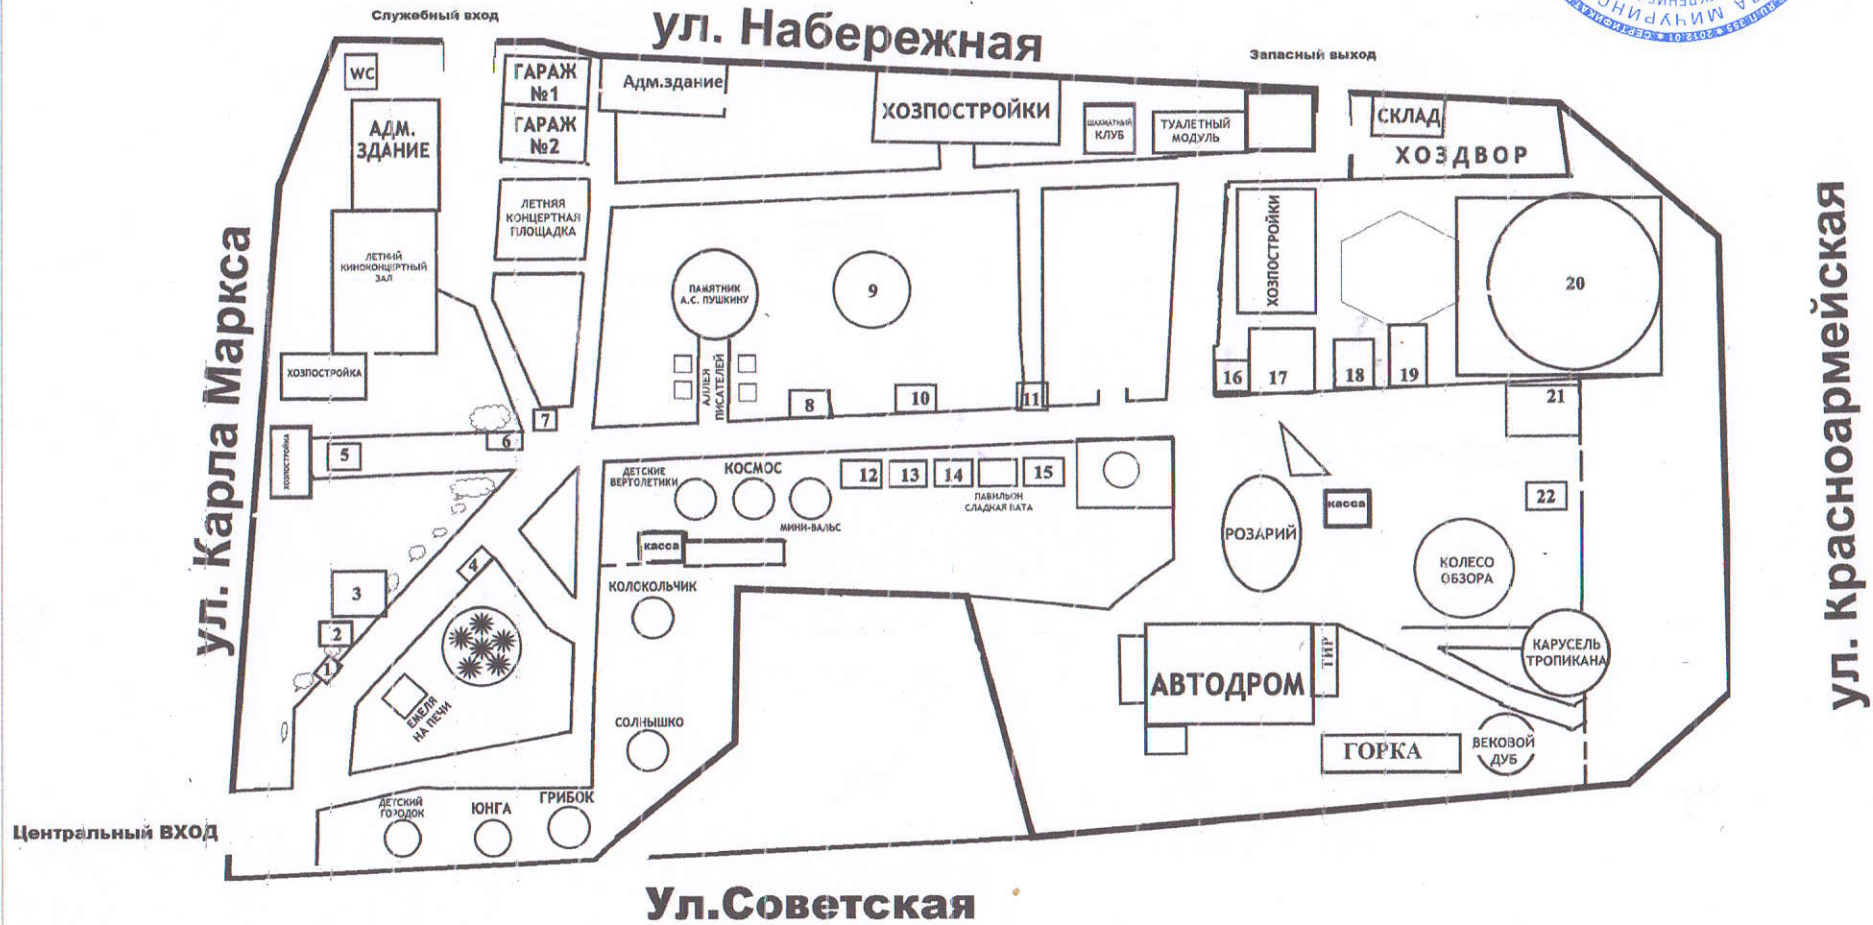 Служебный вход
ул. Набережная
Запасный выход
WC
АДМ.
ЗДАНИЕ
ГАРАЖ
№1
ГАРАЖ
№2
Адм.здание
ХОЗПОСТРОЙКИ
ШАХМАТНЫЙ
КЛУБ
ТУАЛЕТНЫЙ
МОДУЛЬ
СКЛАД
ХОЗДВОР
ЛЕТНЯЯ
КОНЦЕРТНАЯ
ПЛОЩАДКА
ЛЕТНИЙ
КИНОКОНЦЕРТНЫЙ
ЗАЛ
ХОЗПОСТРОЙКА
ХОЗПОСТРОЙКА
ул. Карла Маркса
ПАМЯТНИК
А.С. ПУШКИНУ
АЛЛЕЯ
ПИСАТЕЛЕЙ
9
ХОЗПОСТРОЙКИ
20
ул. Красноармейская
16
17
18
19
21
8
10
11
7
6
5
ДЕТСКИЕ
ВЕРТОЛЕТИКИ
КОСМОС
МИНИ-ВАЛЬС
12
13
14
15
ПАВИЛЬОН
СЛАДКАЯ ВАТА
касса
РОЗАРИЙ
касса
22
КОЛЕСО
ОБЗОРА
3
2
1
4
КОЛОКОЛЬЧИК
ЕМЕЛЯ
НА ПЕЧИ
СОЛНЫШКО
АВТОДРОМ
ТИР
КАРУСЕЛЬ
ТРОПИКАНА
ГОРКА
ВЕКОВОЙ
ДУБ
ДЕТСКИЙ
ГОРОДОК
ЮНГА
ГРИБОК
Центральный ВХОД
Ул.Советская